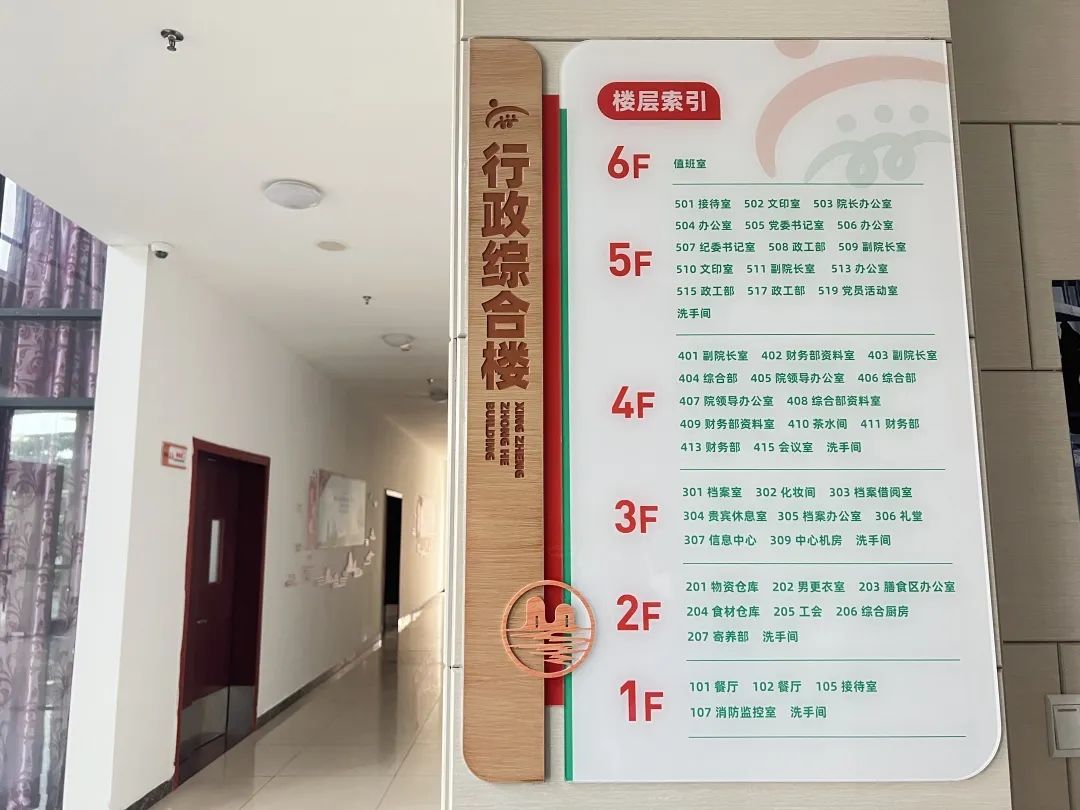 行政综合楼
XING ZHENG
ZHONG HE
BUILDING
楼层索引
6F
值班室
5F
501 接待室 502 文印室 503 院长办公室
504 办公室 505 党委书记室 506 办公室
507 纪委书记室 508 政工部 509 副院长室
510 文印室 511 副院长室 513 办公室
515 政工部 517 政工部 519 党员活动室
洗手间
4F
401 副院长室 402 财务部资料室 403 副院长室
404 综合部 405 院领导办公室 406 综合部
407 院领导办公室 408 综合部资料室
409 财务部资料室 410 茶水间 411 财务部
413 财务部 415 会议室 洗手间
3F
301 档案室 302 化妆间 303 档案借阅室
304 贵宾休息室 305 档案办公室 306 礼堂
307 信息中心 309 中心机房 洗手间
2F
201 物资仓库 202 男更衣室 203 膳食区办公室
204 食材仓库 205 工会 206 综合厨房
207 寄养部 洗手间
1F
101 餐厅 102 餐厅 105 接待室
107 消防监控室 洗手间